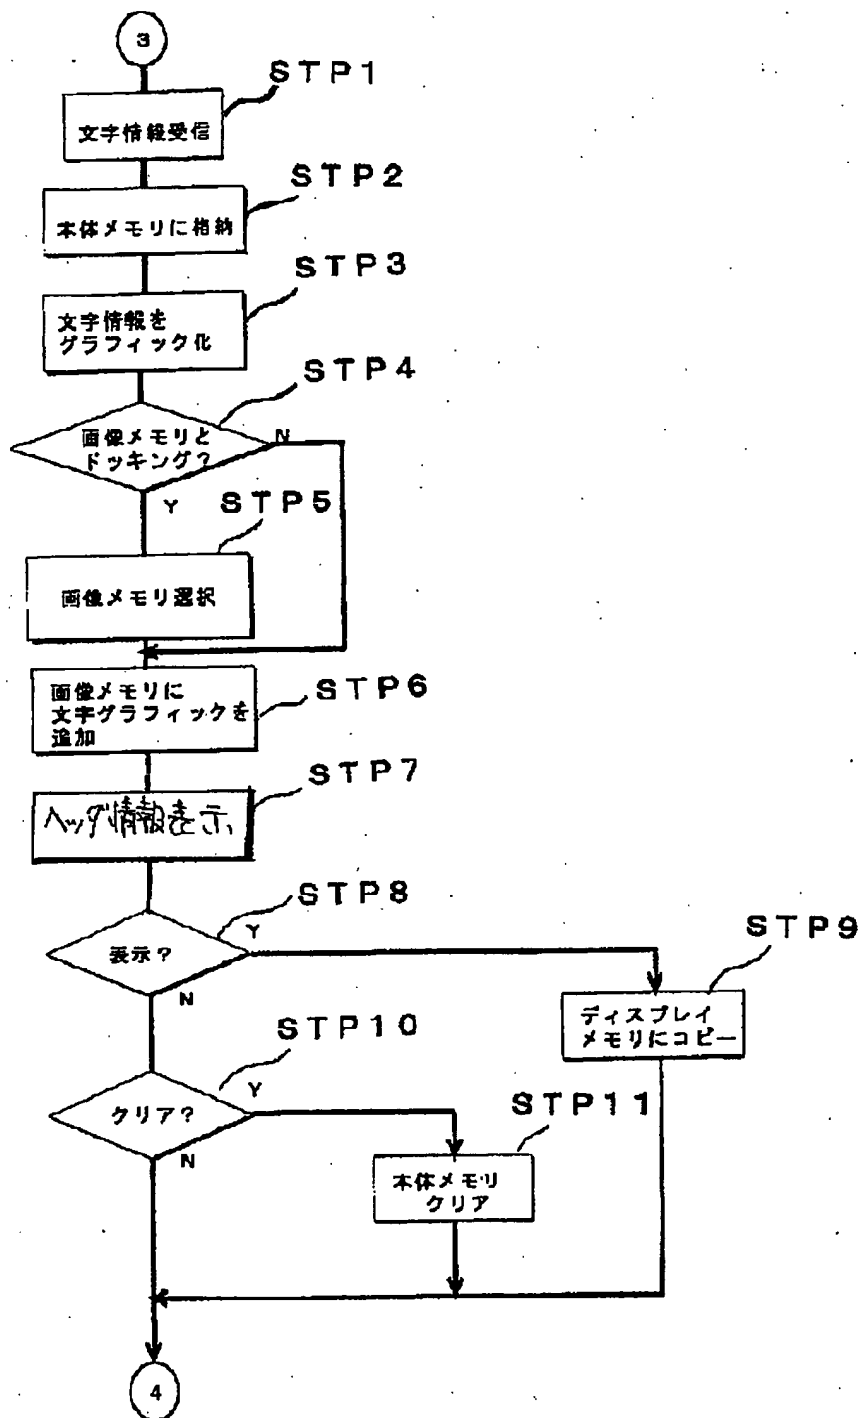 3
STP1
文字情報受信
STP2
本体メモリに格納
STP3
文字情報を
グラフィック化
STP4
画像メモリと
ドッキング?
N
Y
STP5
画像メモリ選択
STP6
画像メモリに
文字グラフィックを
追加
STP7
ヘッダ情報表示
STP8
表示?
Y
N
STP9
ディスプレイ
メモリにコピー
STP10
クリア?
Y
N
STP11
本体メモリ
クリア
4